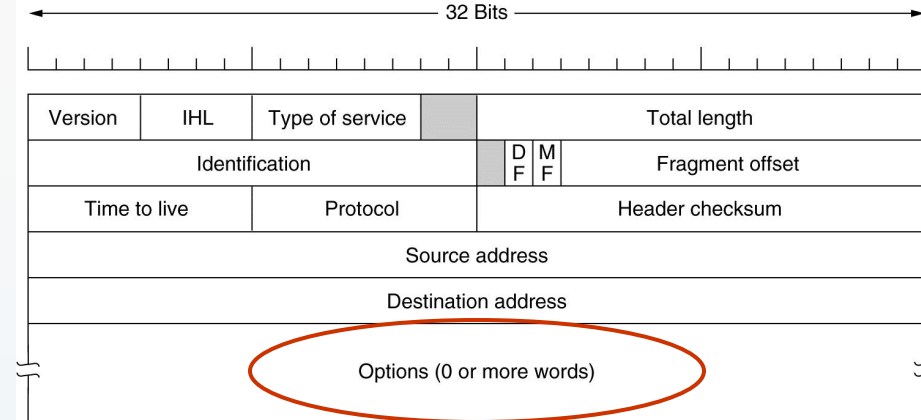 32 Bits
Version IHL Type of service Total length
Identification D F M F Fragment offset
Time to live Protocol Header checksum
Source address
Destination address
Options (0 or more words)